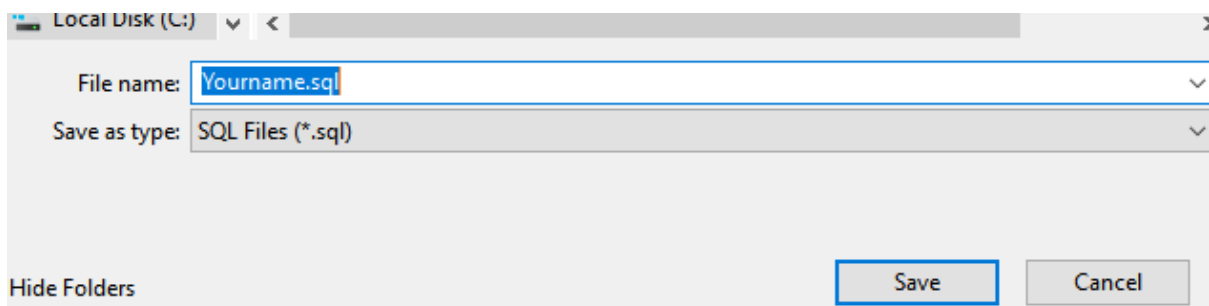 Local Disk (C:)
File name: Yourname.sql
Save as type: SQL Files (*.sql)
Hide Folders
Save
Cancel